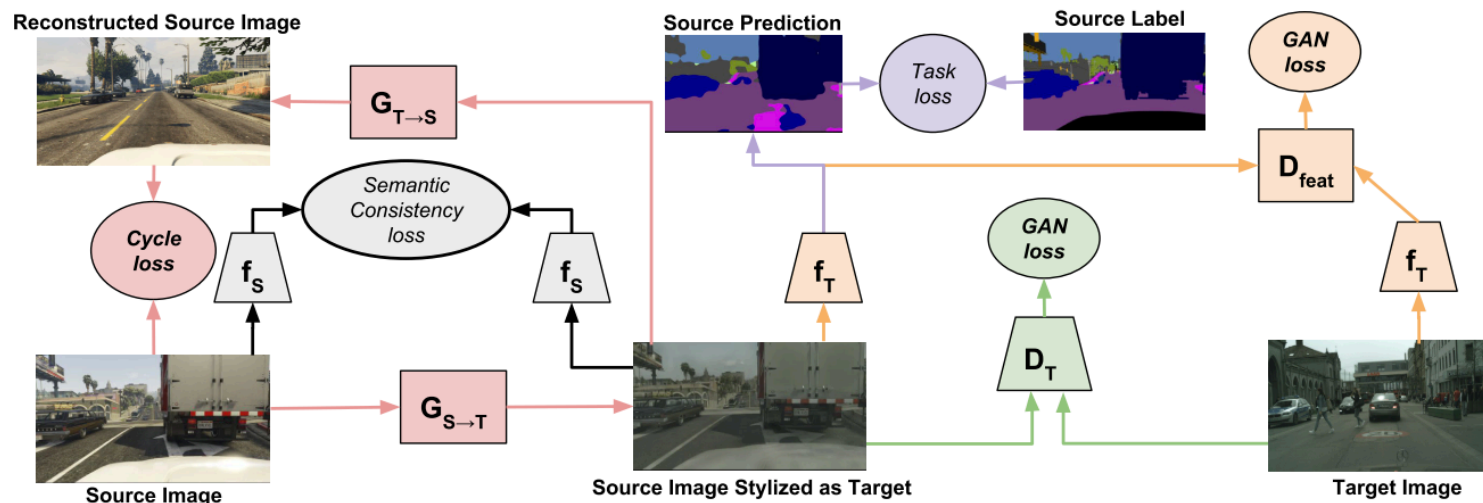 Reconstructed Source Image
Source Prediction
Source Label
GAN
loss
Task
loss
G_T→S
D_feat
Semantic
Consistency
loss
GAN
loss
Cycle
loss
f_S
f_S
f_T
f_T
D_T
G_S→T
Source Image
Source Image Stylized as Target
Target Image